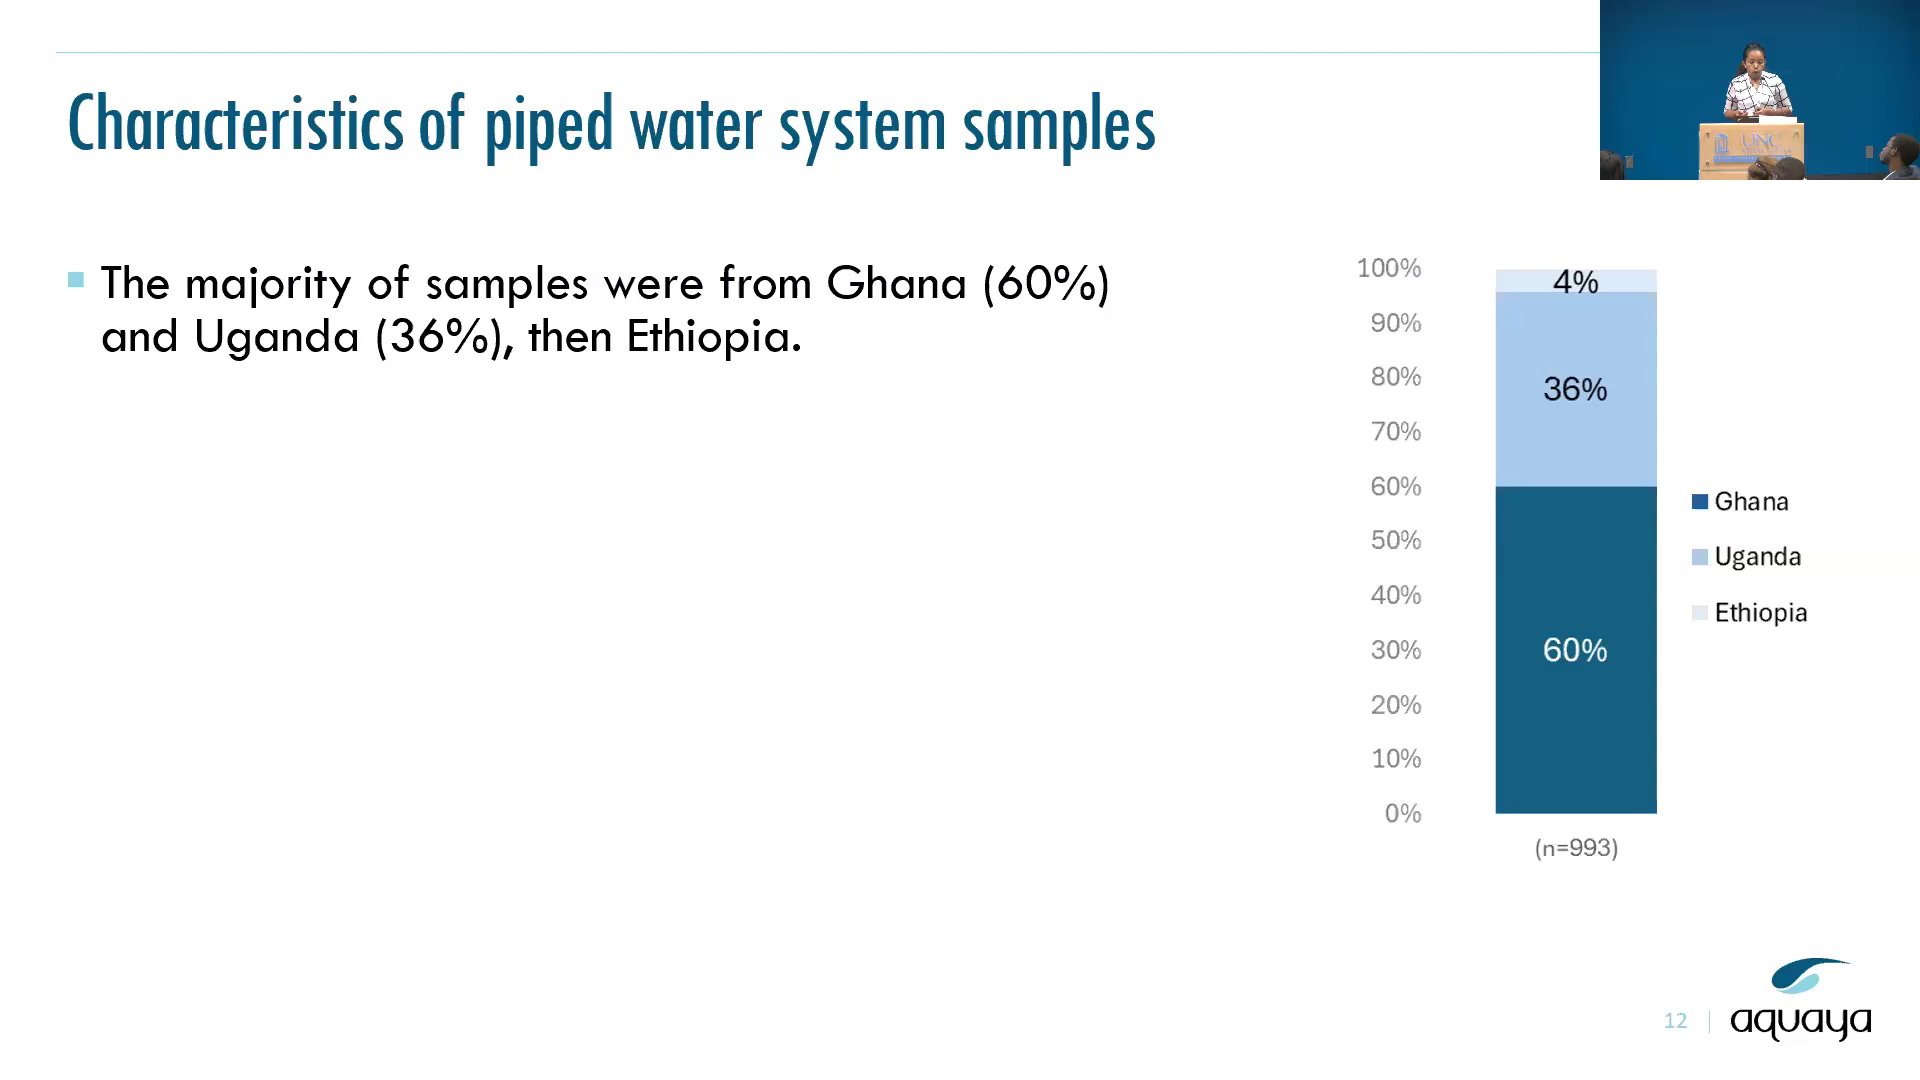 Characteristics of piped water system samples
UNC
The majority of samples were from Ghana (60%)
and Uganda (36%), then Ethiopia.
100%
90%
80%
70%
60%
50%
40%
30%
20%
10%
0%
4%
36%
60%
(n=993)
Ghana
Uganda
Ethiopia
12
aquaya